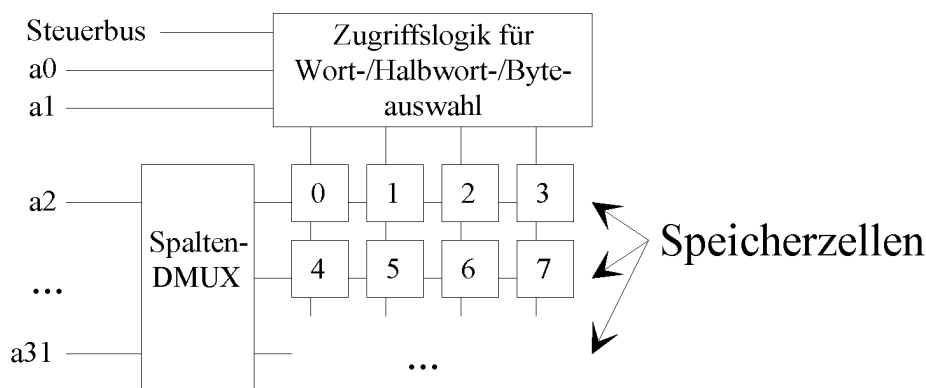 Steuerbus
a0
a1
Zugriffslogik für
Wort-/Halbwort-/Byte-
auswahl
a2
...
a31
Spalten-
DMUX
0 1 2 3
4 5 6 7
...
Speicherzellen